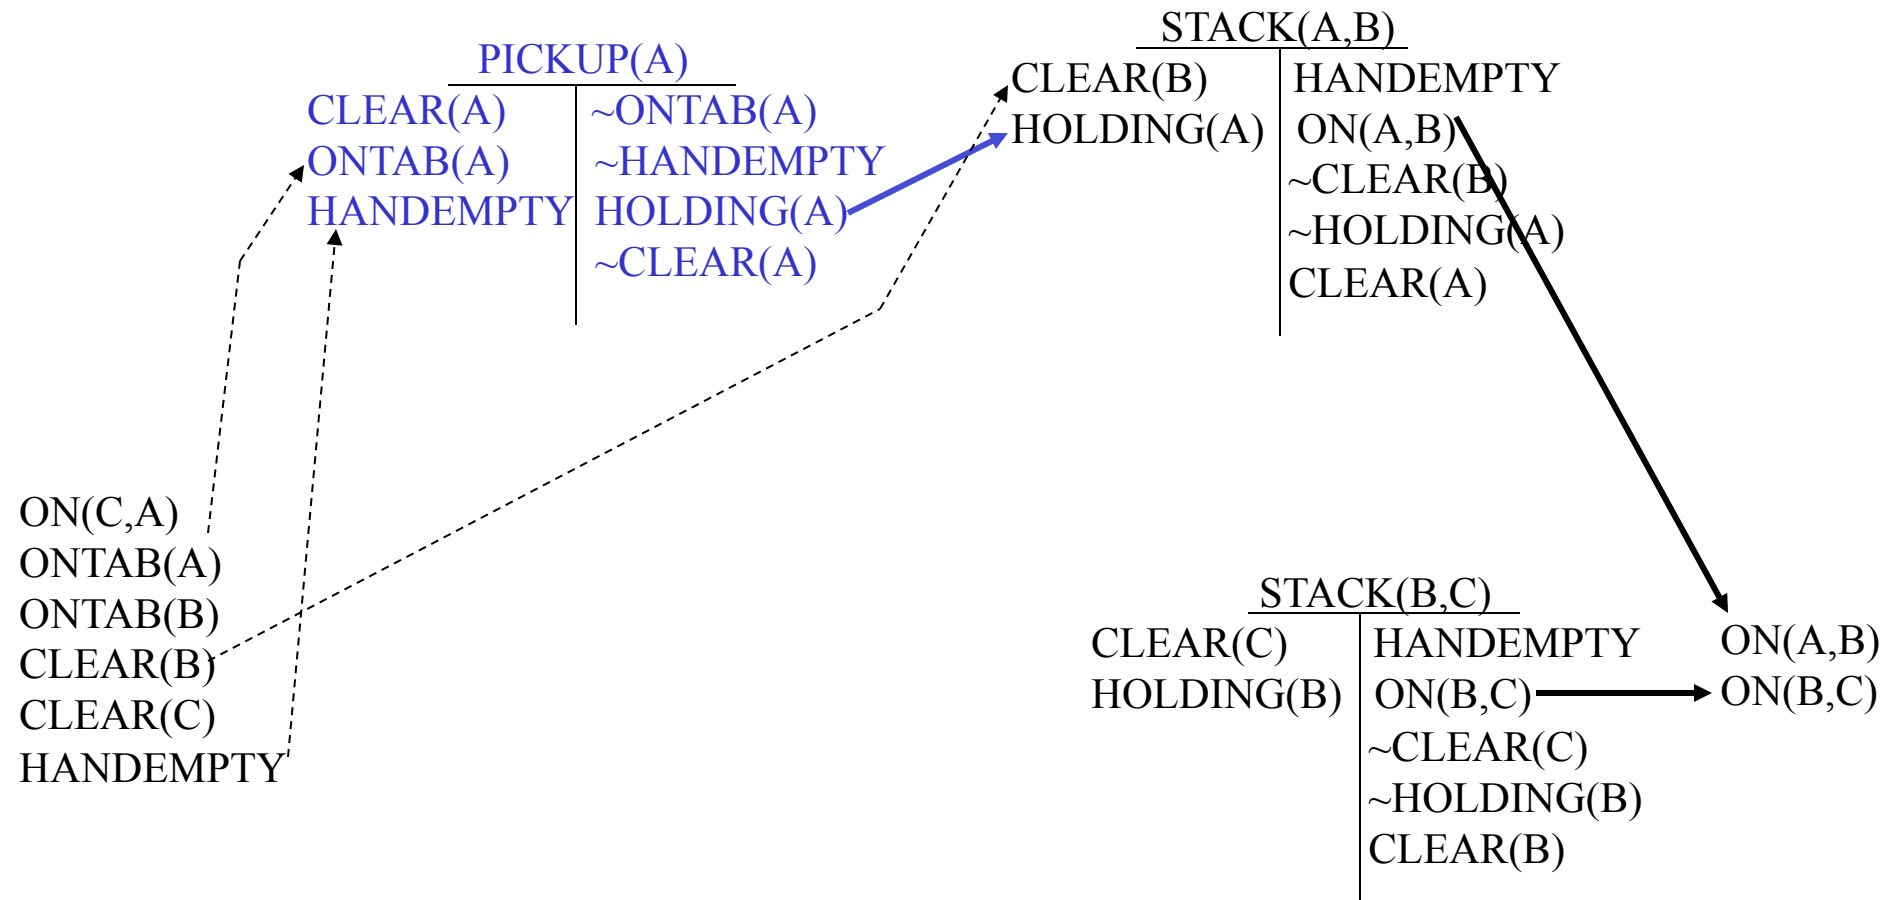 PICKUP(A)
CLEAR(A)
ONTAB(A)
HANDEMPTY
~ONTAB(A)
~HANDEMPTY
HOLDING(A)
~CLEAR(A)
STACK(A,B)
CLEAR(B)
HOLDING(A)
HANDEMPTY
ON(A,B)
~CLEAR(B)
~HOLDING(A)
CLEAR(A)
ON(C,A)
ONTAB(A)
ONTAB(B)
CLEAR(B)
CLEAR(C)
HANDEMPTY
STACK(B,C)
CLEAR(C)
HOLDING(B)
HANDEMPTY
ON(B,C)
~CLEAR(C)
~HOLDING(B)
CLEAR(B)
ON(A,B)
ON(B,C)